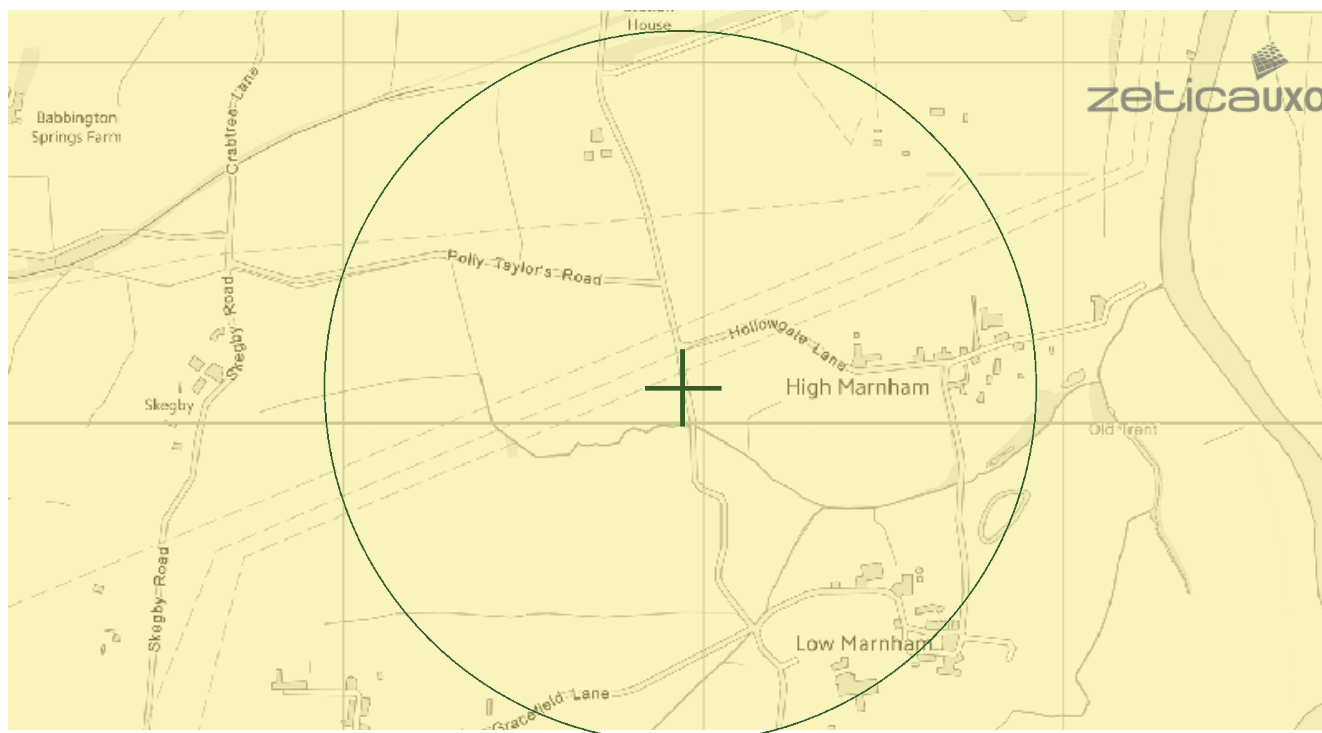 House
zeticauxo
Babbington
Springs Farm
Crabtree Lane
Polly Taylor's Road
Skegby Road
Hollowgate Lane
High Marnham
Skegby
Old Trent
Skegby Road
Low Marnham
Gracefield Lane